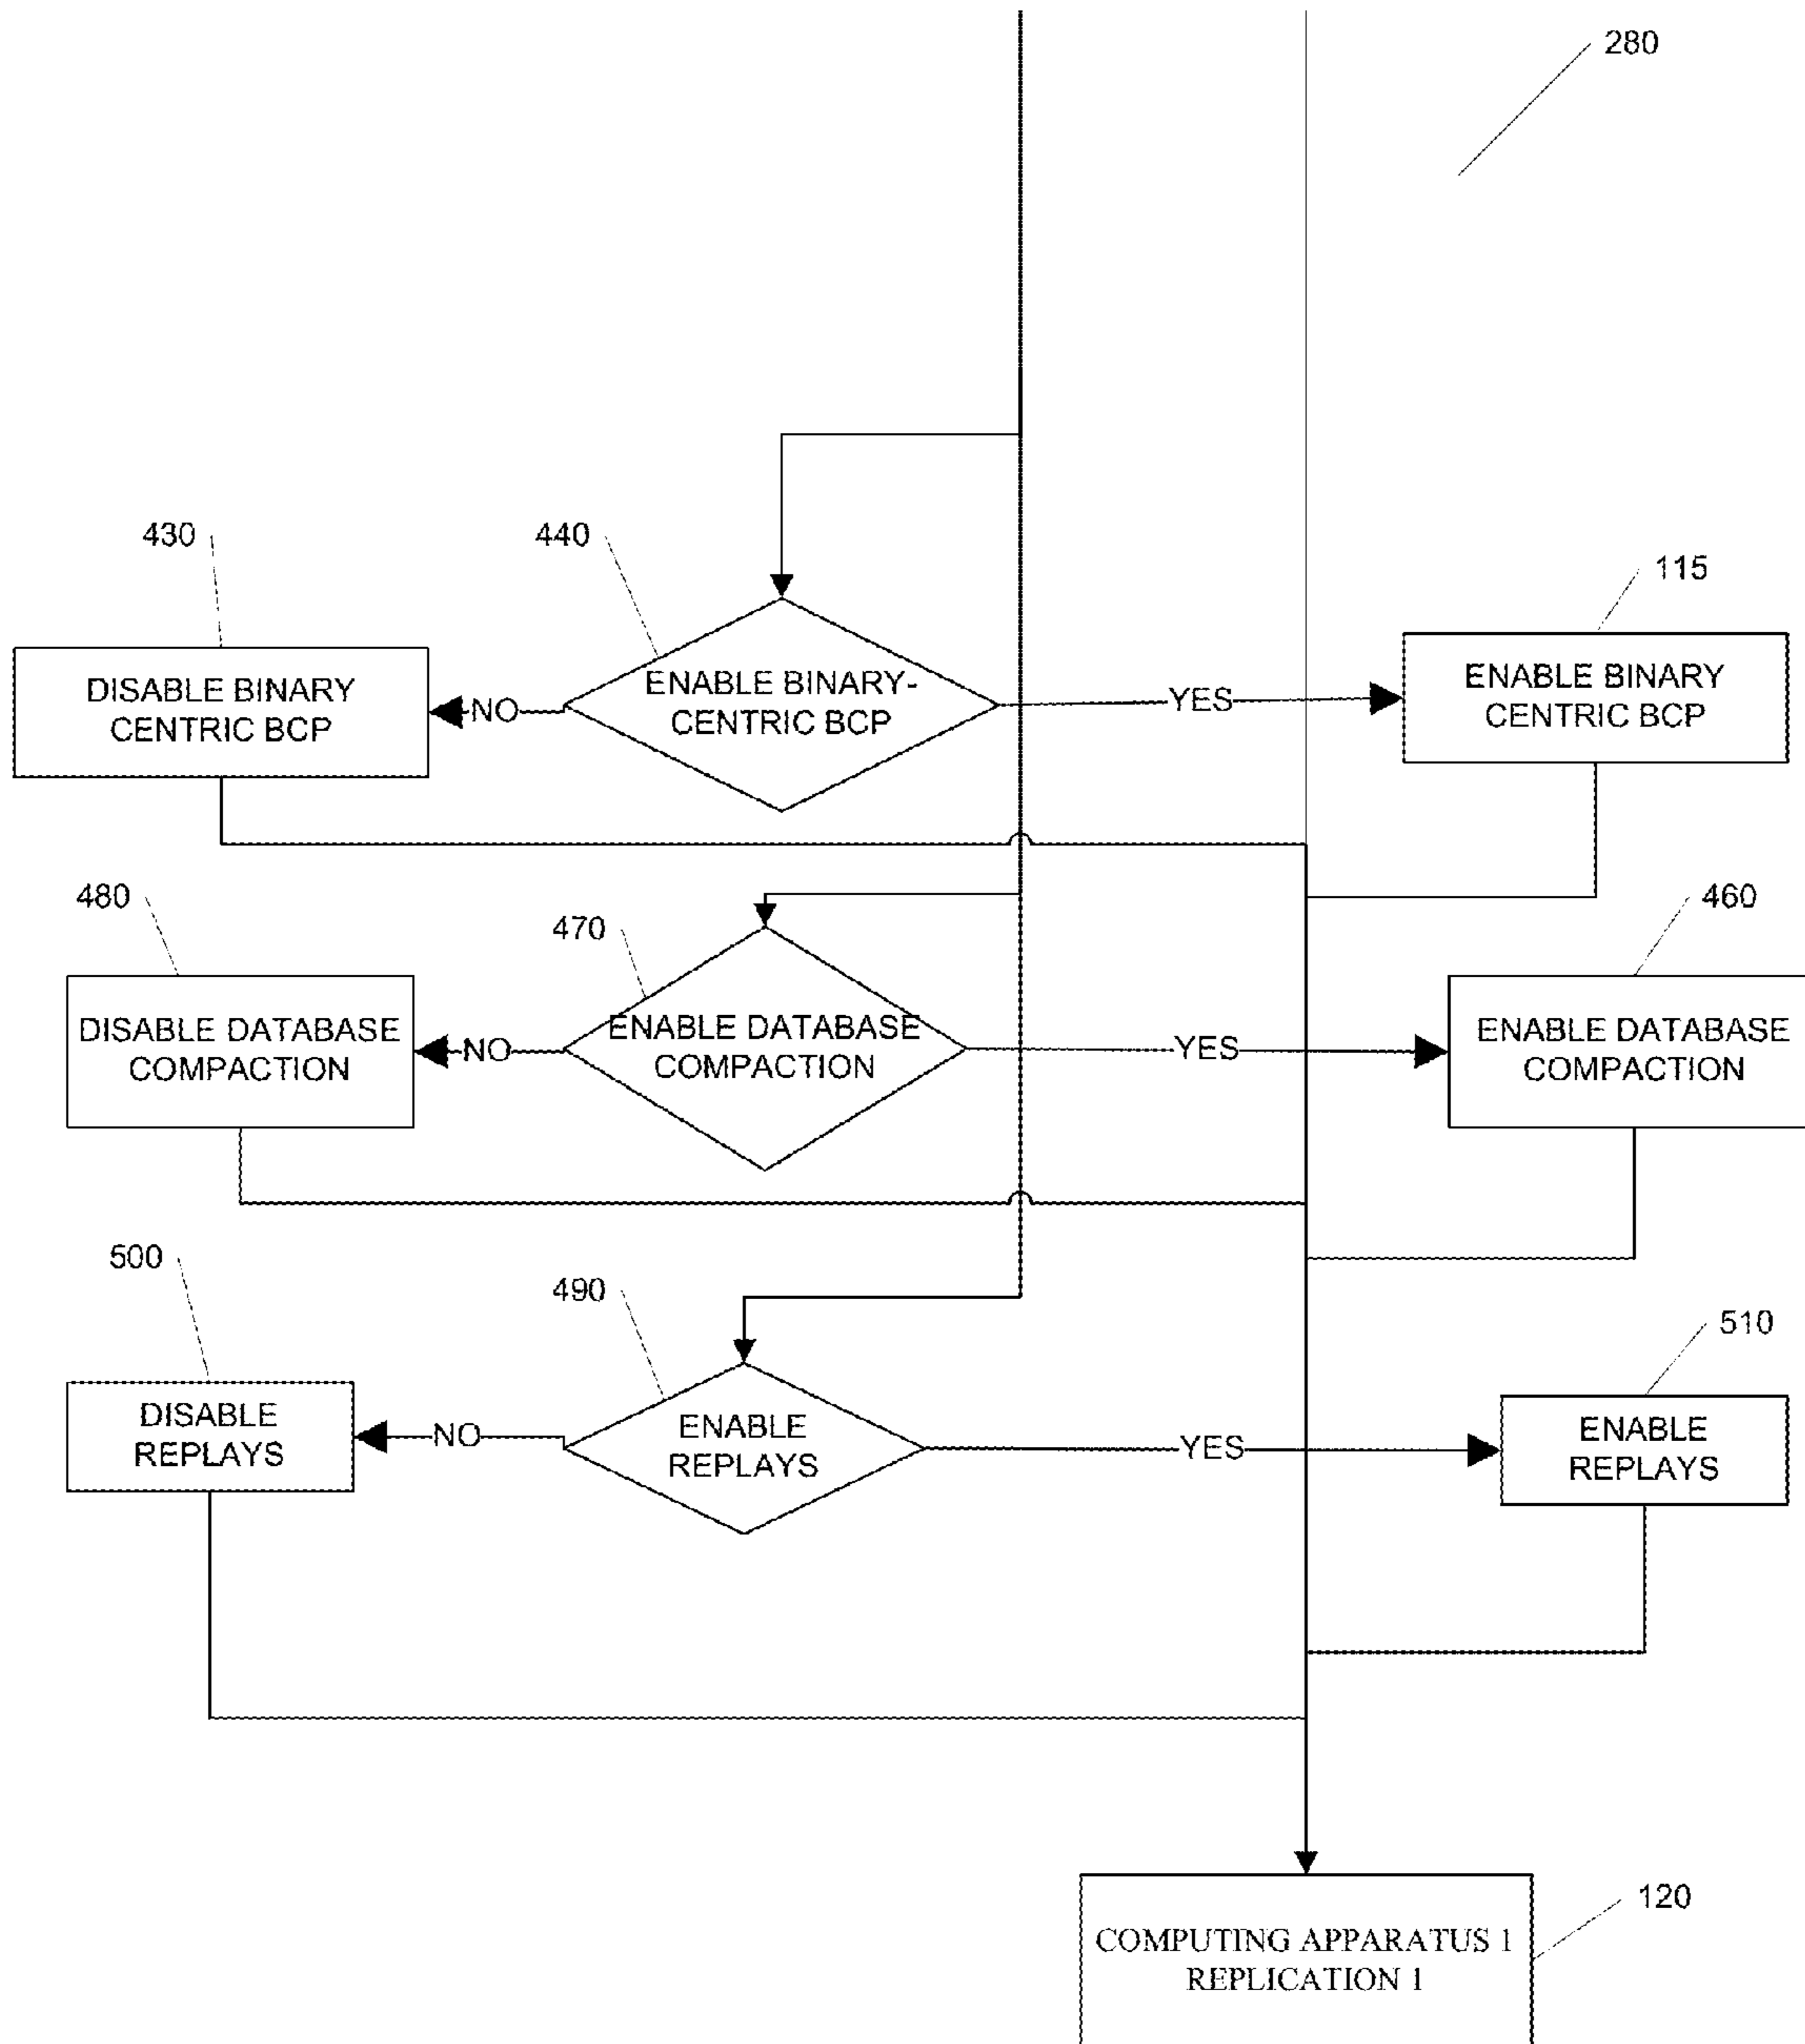 280
430
440
115
DISABLE BINARY
CENTRIC BCP
NO
ENABLE BINARY-
CENTRIC BCP
YES
ENABLE BINARY
CENTRIC BCP
480
470
460
DISABLE DATABASE
COMPACTION
NO
ENABLE DATABASE
COMPACTION
YES
ENABLE DATABASE
COMPACTION
500
490
510
DISABLE
REPLAYS
NO
ENABLE
REPLAYS
YES
ENABLE
REPLAYS
120
COMPUTING APPARATUS 1
REPLICATION 1